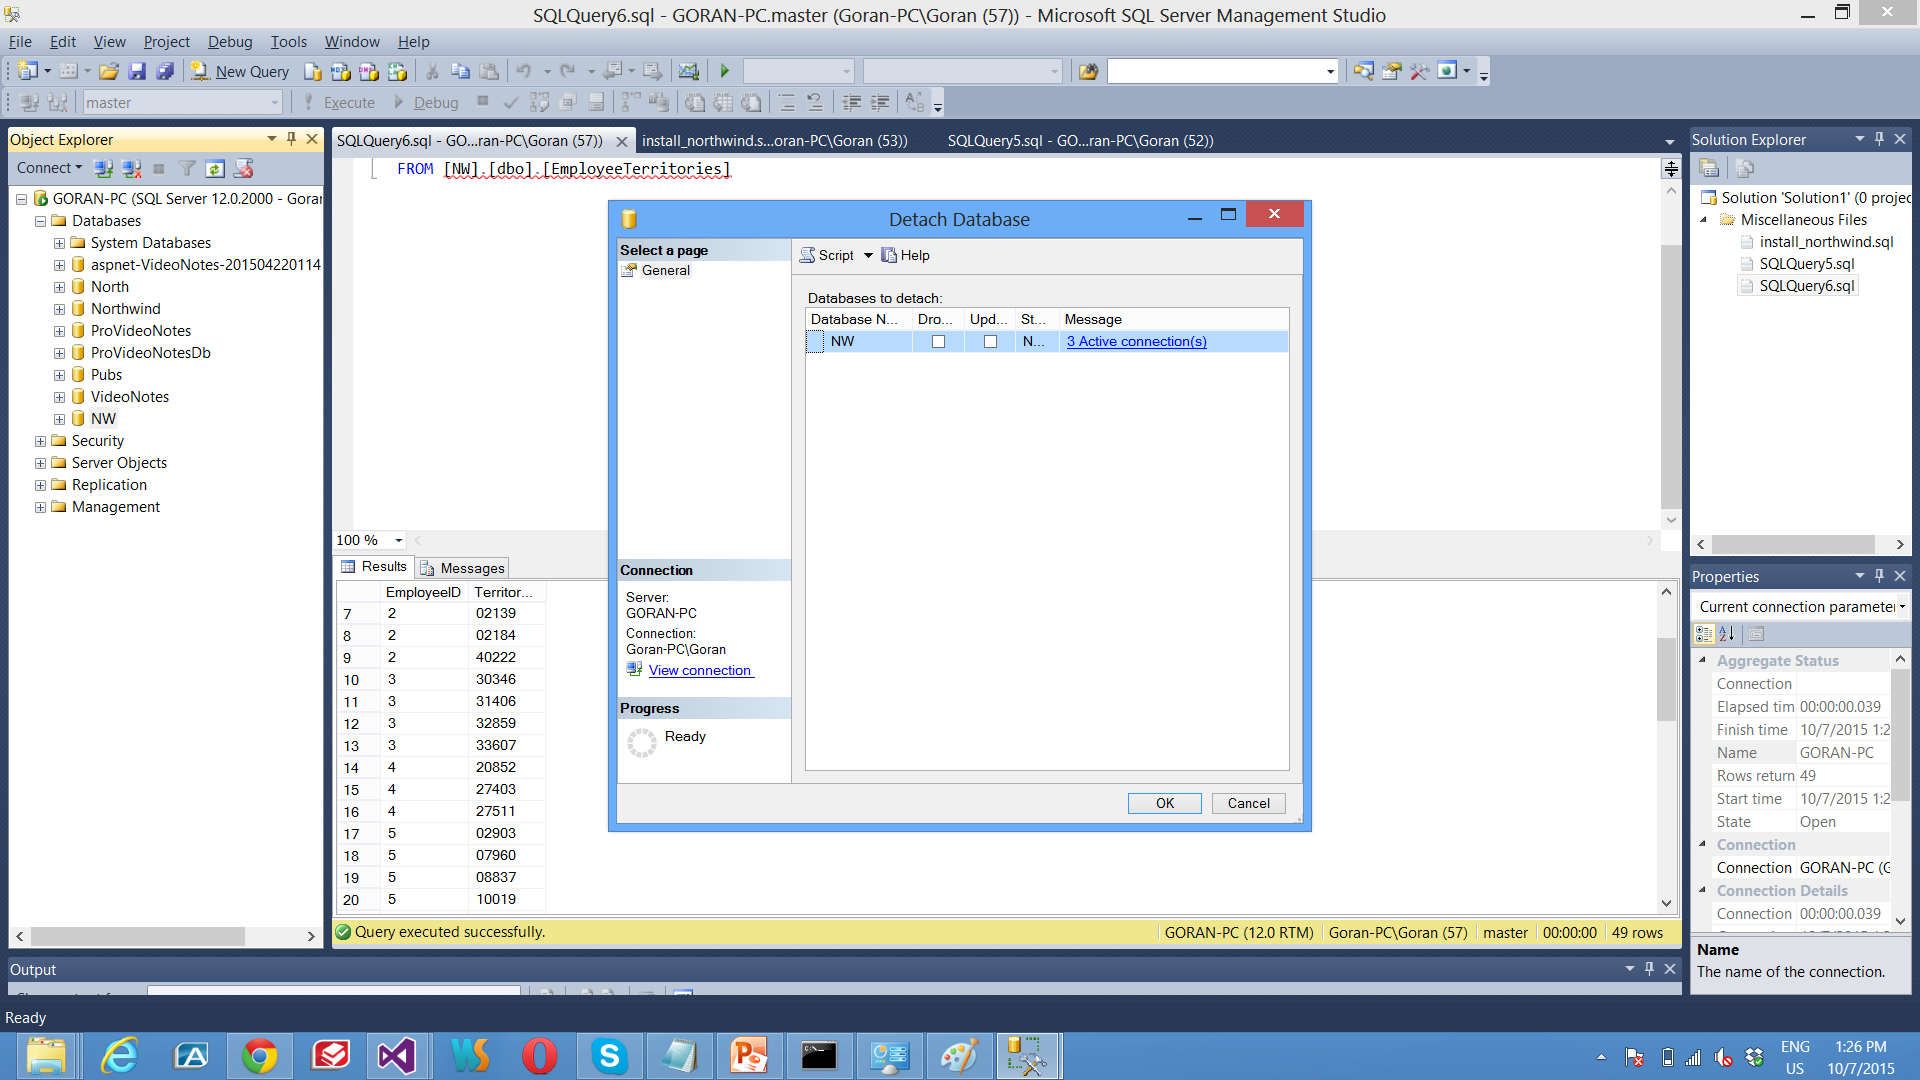 SQLQuery6.sql - GORAN-PC.master (Goran-PC\Goran (57)) - Microsoft SQL Server Management Studio
File Edit View Project Debug Tools Window Help
New Query
master Execute Debug
Object Explorer
Connect
GORAN-PC (SQL Server 12.0.2000 - Goran
Databases
System Databases
aspnet-VideoNotes-201504220114
North
Northwind
ProVideoNotes
ProVideoNotesDb
Pubs
VideoNotes
NW
Security
Server Objects
Replication
Management
SQLQuery6.sql - GO...ran-PC\Goran (57)) install_northwind.s...oran-PC\Goran (53)) SQLQuery5.sql - GO...ran-PC\Goran (52))
FROM [NW].[dbo].[EmployeeTerritories]
100 %
Results Messages
EmployeeID Territor...
7 2 02139
8 2 02184
9 2 40222
10 3 30346
11 3 31406
12 3 32859
13 3 33607
14 4 20852
15 4 27403
16 4 27511
17 5 02903
18 5 07960
19 5 08837
20 5 10019
Query executed successfully. GORAN-PC (12.0 RTM) Goran-PC\Goran (57) master 00:00:00 49 rows
Detach Database
Select a page
General
Script Help
Databases to detach:
Database N... Dro... Upd... St... Message
NW N... 3 Active connection(s)
Connection
Server:
GORAN-PC
Connection:
Goran-PC\Goran
View connection
Progress
Ready
OK Cancel
Solution Explorer
Solution 'Solution1' (0 projec
Miscellaneous Files
install_northwind.sql
SQLQuery5.sql
SQLQuery6.sql
Properties
Current connection parameter
Aggregate Status
Connection
Elapsed tim 00:00:00.039
Finish time 10/7/2015 1:2
Name GORAN-PC
Rows return 49
Start time 10/7/2015 1:2
State Open
Connection
Connection GORAN-PC (G
Connection Details
Connection 00:00:00.039
Name
The name of the connection.
Output
Ready
ENG
US
1:26 PM
10/7/2015